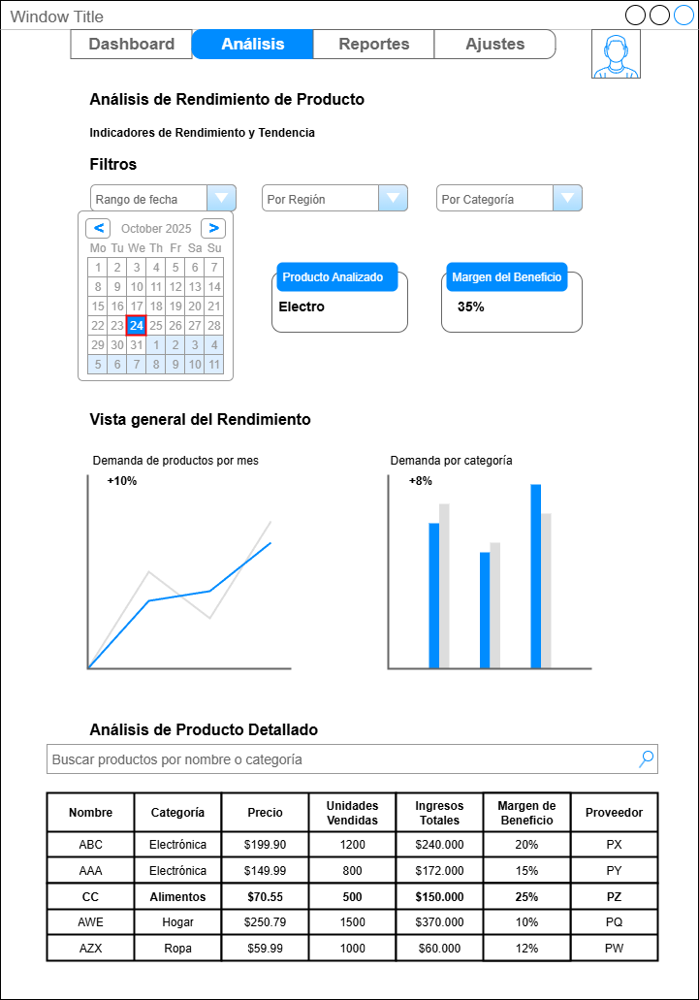 Window Title
Dashboard Análisis Reportes Ajustes
Análisis de Rendimiento de Producto
Indicadores de Rendimiento y Tendencia
Filtros
Rango de fecha Por Región Por Categoría
< October 2025 >
Mo Tu We Th Fr Sa Su
1 2 3 4 5 6 7
8 9 10 11 12 13 14
15 16 17 18 19 20 21
22 23 24 25 26 27 28
29 30 31 1 2 3 4
5 6 7 8 9 10 11
Producto Analizado
Electro
Margen del Beneficio
35%
Vista general del Rendimiento
Demanda de productos por mes
+10%
Demanda por categoría
+8%
Análisis de Producto Detallado
Buscar productos por nombre o categoría
Nombre Categoría Precio Unidades Vendidas Ingresos Totales Margen de Beneficio Proveedor
ABC Electrónica $199.90 1200 $240.000 20% PX
AAA Electrónica $149.99 800 $172.000 15% PY
CC Alimentos $70.55 500 $150.000 25% PZ
AWE Hogar $250.79 1500 $370.000 10% PQ
AZX Ropa $59.99 1000 $60.000 12% PW